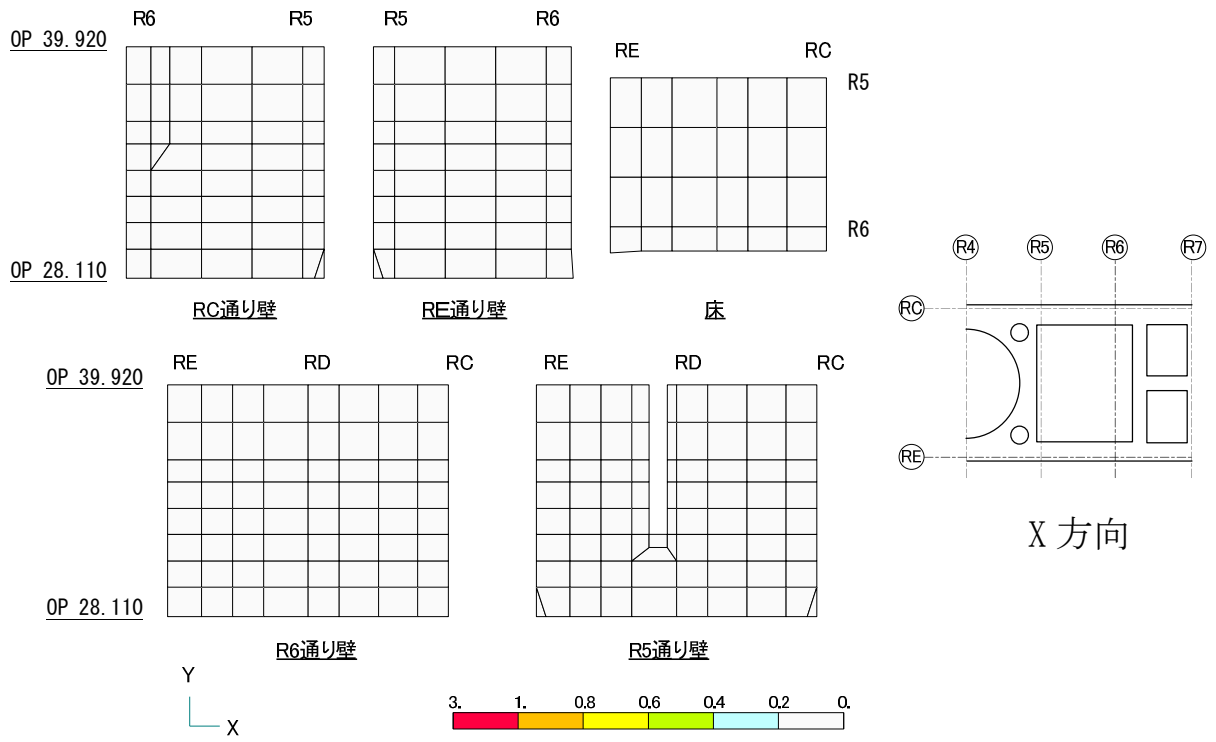 R6 R5 R5 R6
OP 39.920
RE RC
R5
R6
OP 28.110
RC通り壁 RE通り壁 床
R4 R5 R6 R7
RC
RE
X 方向
RE RD RC RE RD RC
OP 39.920
OP 28.110
R6通り壁 R5通り壁
Y
X
3. 1. 0.8 0.6 0.4 0.2 0.